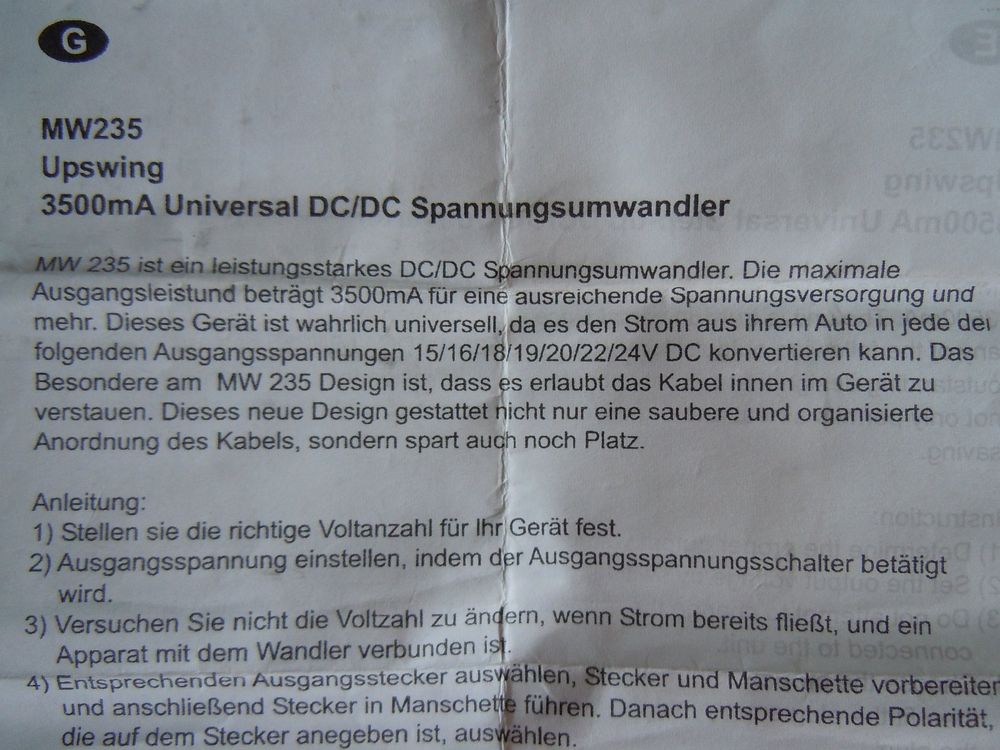 G
MW235
Upswing
3500mA Universal DC/DC Spannungsumwandler
MW 235 ist ein leistungsstarkes DC/DC Spannungsumwandler. Die maximale
Ausgangsleistund beträgt 3500mA für eine ausreichende Spannungsversorgung und
mehr. Dieses Gerät ist wahrlich universell, da es den Strom aus ihrem Auto in jede der
folgenden Ausgangsspannungen 15/16/18/19/20/22/24V DC konvertieren kann. Das
Besondere am MW 235 Design ist, dass es erlaubt das Kabel innen im Gerät zu
verstauen. Dieses neue Design gestattet nicht nur eine saubere und organisierte
Anordnung des Kabels, sondern spart auch noch Platz.
Anleitung:
1) Stellen sie die richtige Voltanzahl für Ihr Gerät fest.
2) Ausgangsspannung einstellen, indem der Ausgangsspannungsschalter betätigt
wird.
3) Versuchen Sie nicht die Voltzahl zu ändern, wenn Strom bereits fließt, und ein
Apparat mit dem Wandler verbunden ist.
4) Entsprechenden Ausgangsstecker auswählen, Stecker und Manschette vorbereiten
und anschließend Stecker in Manschette führen. Danach entsprechende Polarität,
die auf dem Stecker anegeben ist, auswählen.